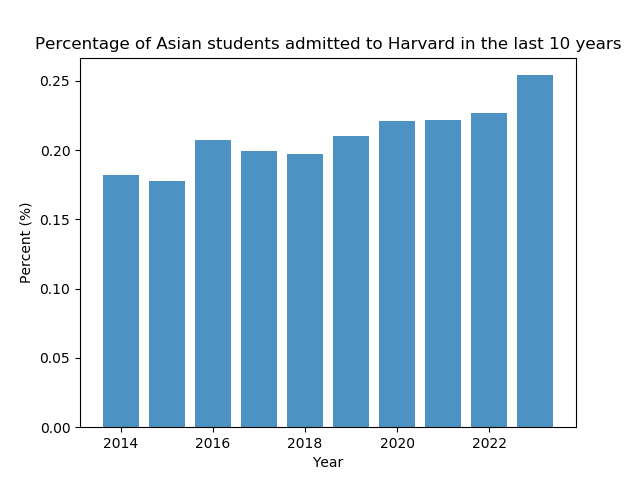 Percentage of Asian students admitted to Harvard in the last 10 years
0.25
0.20
0.15
0.10
0.05
0.00
Percent (%)
2014 2016 2018 2020 2022
Year